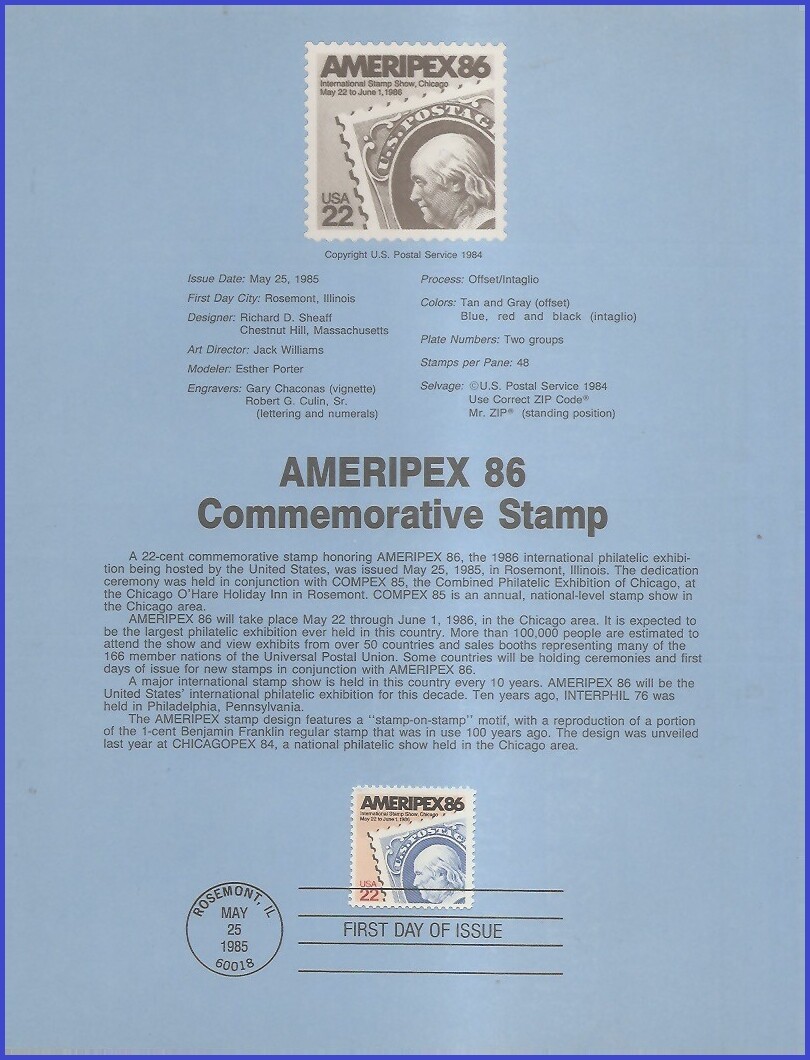 AMERIPEX86
International Stamp Show, Chicago
May 22 to June 1, 1986
U.S. POSTAG
USA
22
Copyright U.S. Postal Service 1984
Issue Date: May 25, 1985
First Day City: Rosemont, Illinois
Designer: Richard D. Sheaff
Chestnut Hill, Massachusetts
Art Director: Jack Williams
Modeler: Esther Porter
Engravers: Gary Chaconas (vignette)
Robert G. Culin, Sr.
(lettering and numerals)
Process: Offset/Intaglio
Colors: Tan and Gray (offset)
Blue, red and black (intaglio)
Plate Numbers: Two groups
Stamps per Pane: 48
Selvage: ©U.S. Postal Service 1984
Use Correct ZIP Code®
Mr. ZIP® (standing position)
AMERIPEX 86
Commemorative Stamp
A 22-cent commemorative stamp honoring AMERIPEX 86, the 1986 international philatelic exhibi-
tion being hosted by the United States, was issued May 25, 1985, in Rosemont, Illinois. The dedication
ceremony was held in conjunction with COMPEX 85, the Combined Philatelic Exhibition of Chicago, at
the Chicago O'Hare Holiday Inn in Rosemont. COMPEX 85 is an annual, national-level stamp show in
the Chicago area.
AMERIPEX 86 will take place May 22 through June 1, 1986, in the Chicago area. It is expected to
be the largest philatelic exhibition ever held in this country. More than 100,000 people are estimated to
attend the show and view exhibits from over 50 countries and sales booths representing many of the
166 member nations of the Universal Postal Union. Some countries will be holding ceremonies and first
days of issue for new stamps in conjunction with AMERIPEX 86.
A major international stamp show is held in this country every 10 years. AMERIPEX 86 will be the
United States' international philatelic exhibition for this decade. Ten years ago, INTERPHIL 76 was
held in Philadelphia, Pennsylvania.
The AMERIPEX stamp design features a "stamp-on-stamp" motif, with a reproduction of a portion
of the 1-cent Benjamin Franklin regular stamp that was in use 100 years ago. The design was unveiled
last year at CHICAGOPEX 84, a national philatelic show held in the Chicago area.
AMERIPEX86
International Stamp Show, Chicago
May 22 to June 1, 1986
U.S. POSTAG
USA
22
ROSEMONT, IL
MAY
25
1985
60018
FIRST DAY OF ISSUE